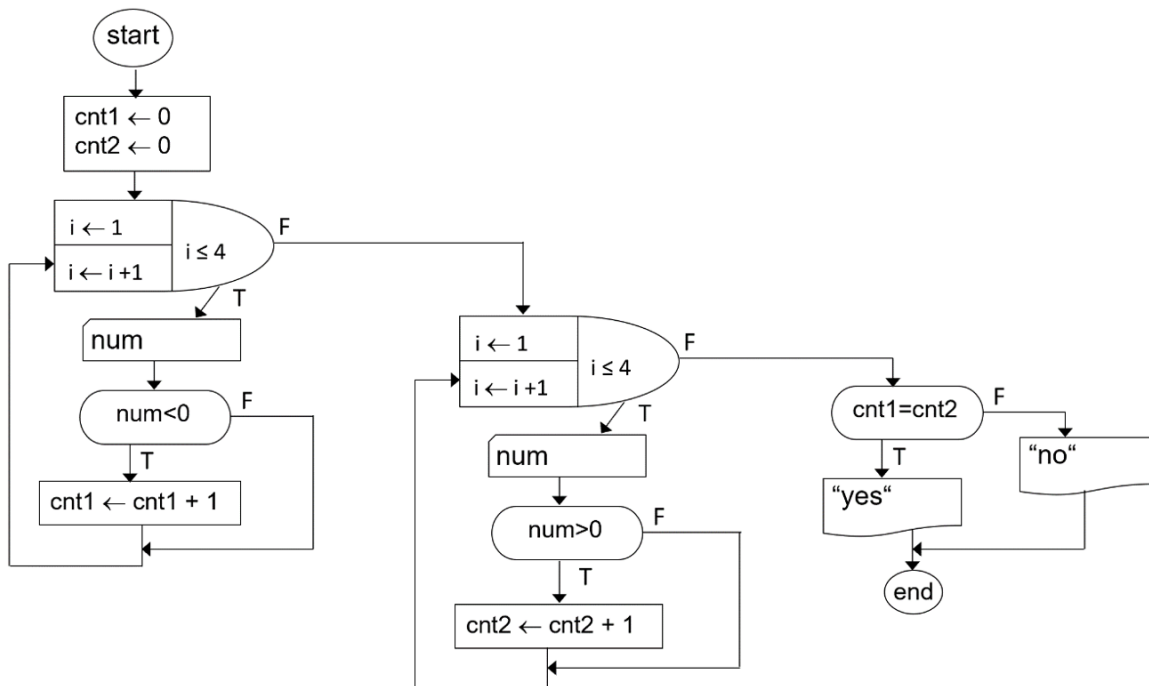 start
cnt1 ← 0
cnt2 ← 0
i ← 1
i ← i +1
i ≤ 4
F
T
num
num<0
F
T
cnt1 ← cnt1 + 1
i ← 1
i ← i +1
i ≤ 4
F
T
num
num>0
F
T
cnt2 ← cnt2 + 1
cnt1=cnt2
F
T
“no“
“yes“
end